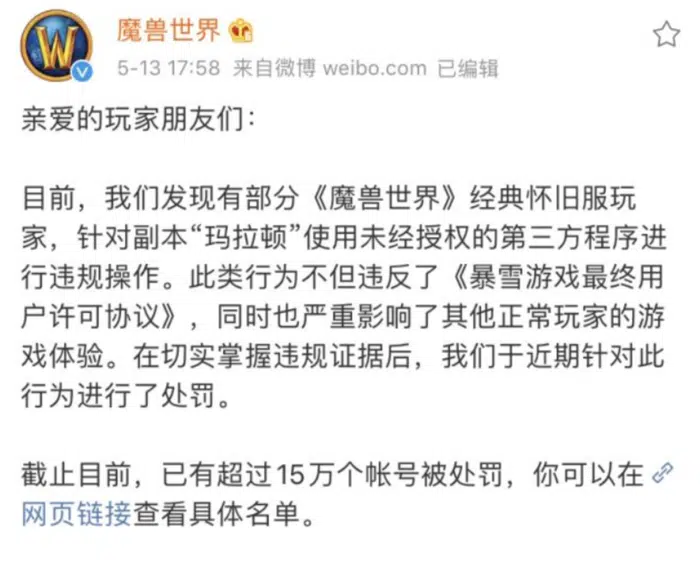 魔兽世界
5-13 17:58 来自微博 weibo.com 已编辑
亲爱的玩家朋友们：
目前，我们发现有部分《魔兽世界》经典怀旧服玩
家，针对副本“玛拉顿”使用未经授权的第三方程序进
行违规操作。此类行为不但违反了《暴雪游戏最终用
户许可协议》，同时也严重影响了其他正常玩家的游
戏体验。在切实掌握违规证据后，我们于近期针对此
行为进行了处罚。
截止目前，已有超过15万个帐号被处罚，你可以在
网页链接查看具体名单。